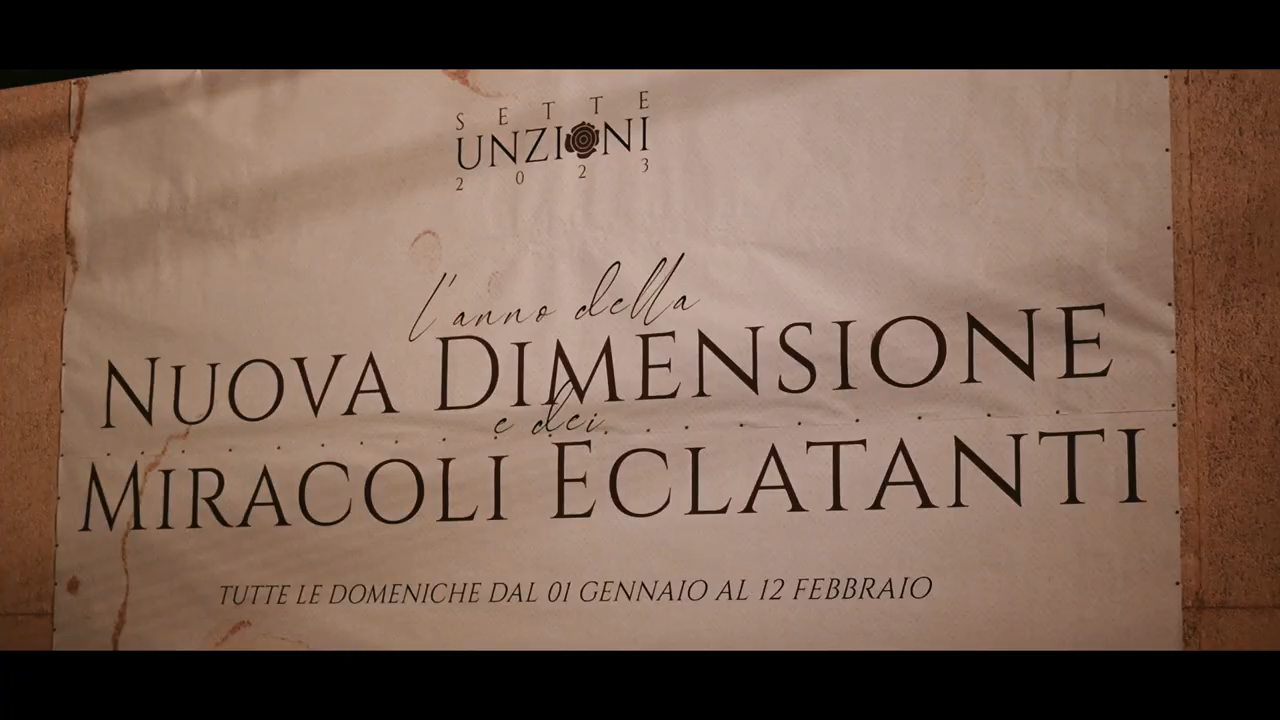 SETTE
UNZIONI
2023
l'anno della
NUOVA DIMENSIONE
e dei
MIRACOLI ECLATANTI
TUTTE LE DOMENICHE DAL 01 GENNAIO AL 12 FEBBRAIO